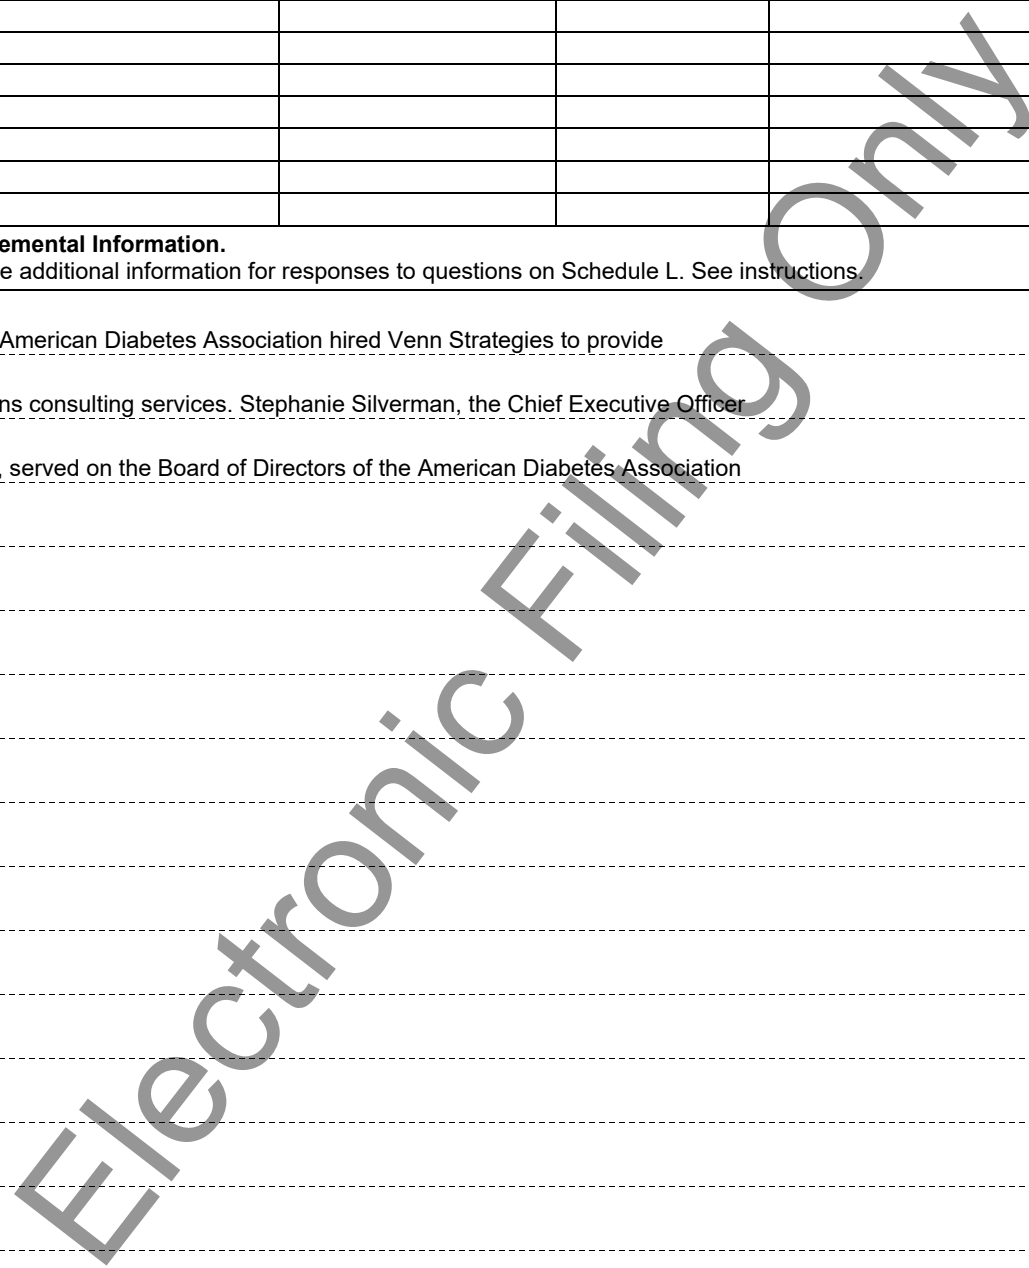 emental Information.
e additional information for responses to questions on Schedule L. See instructions.
American Diabetes Association hired Venn Strategies to provide
ns consulting services. Stephanie Silverman, the Chief Executive Officer
, served on the Board of Directors of the American Diabetes Association
Electronic Filing Only